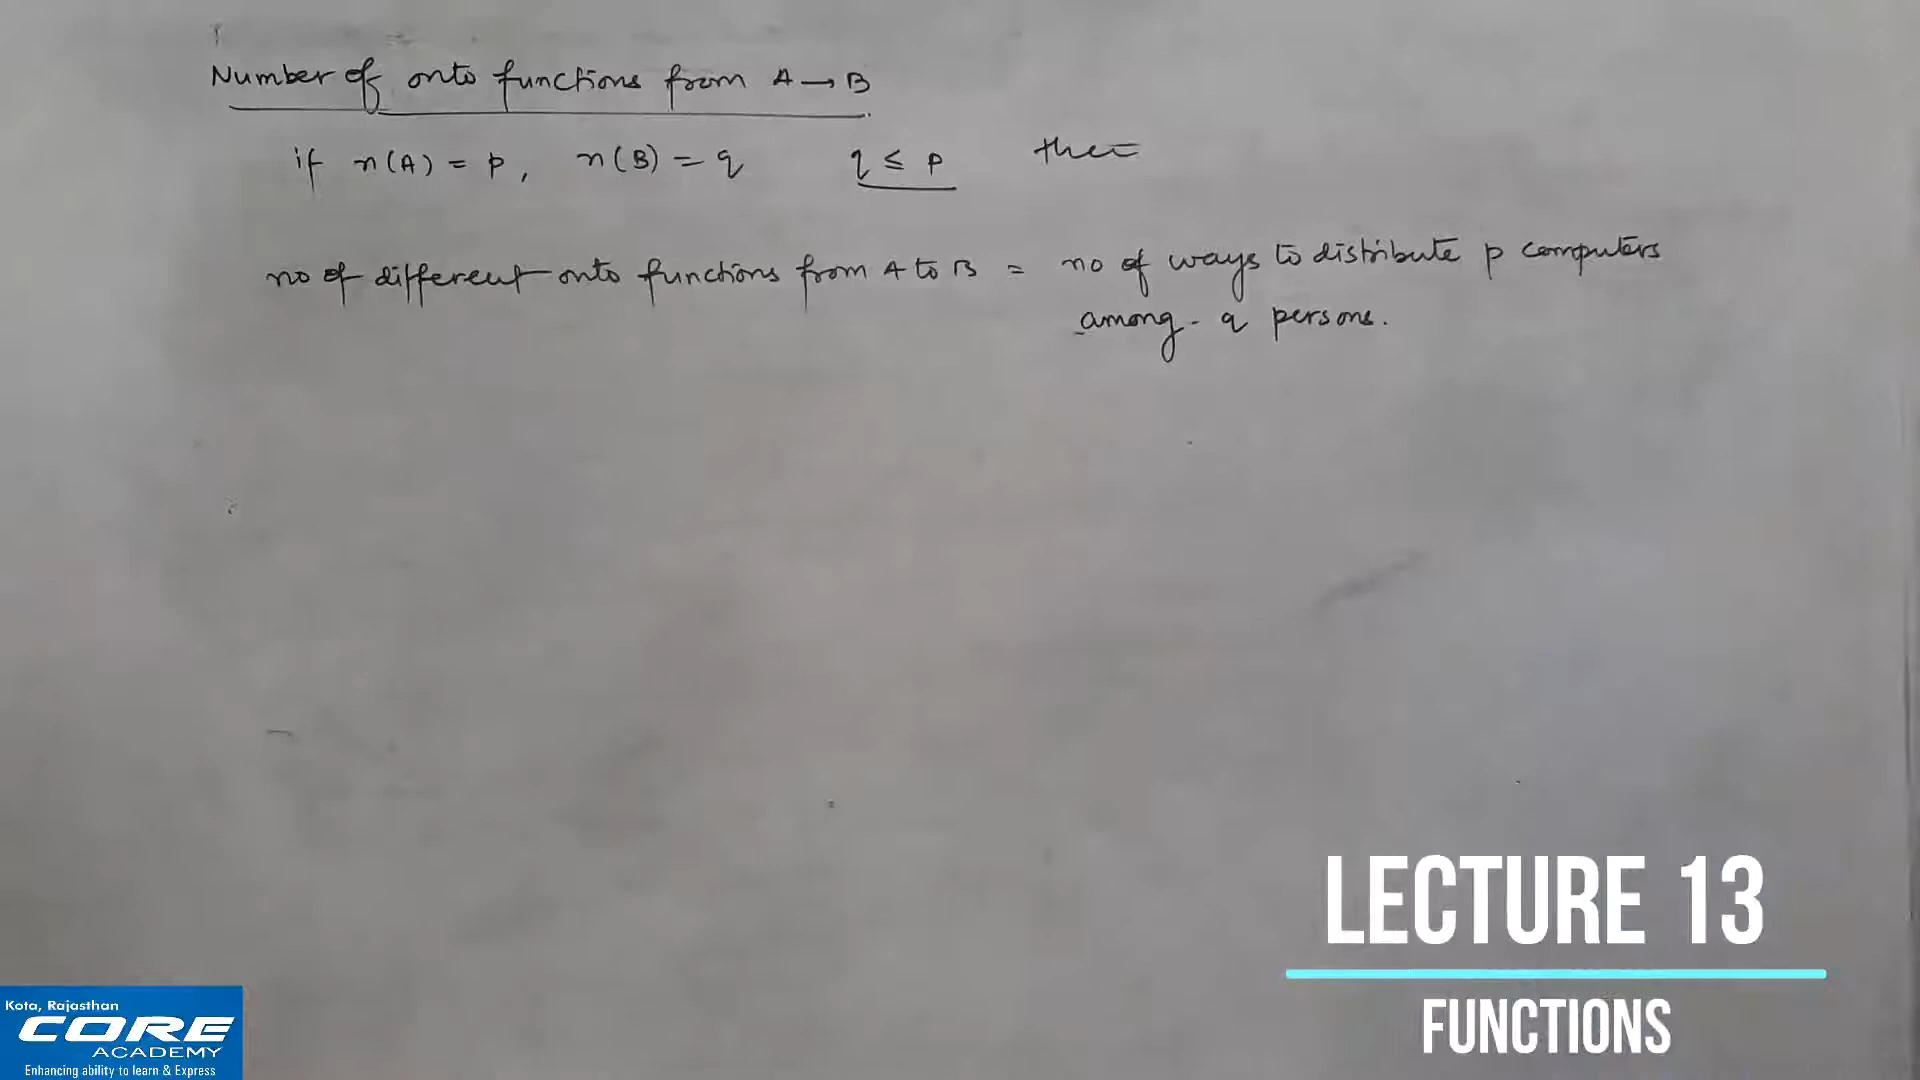 Number of onto functions from A → B
if n(A) = p, n(B) = q q ≤ p then
no of different onto functions from A to B = no of ways to distribute p computers
among q persons.
LECTURE 13
FUNCTIONS
Kota, Rajasthan
CORE
ACADEMY
Enhancing ability to learn & Express